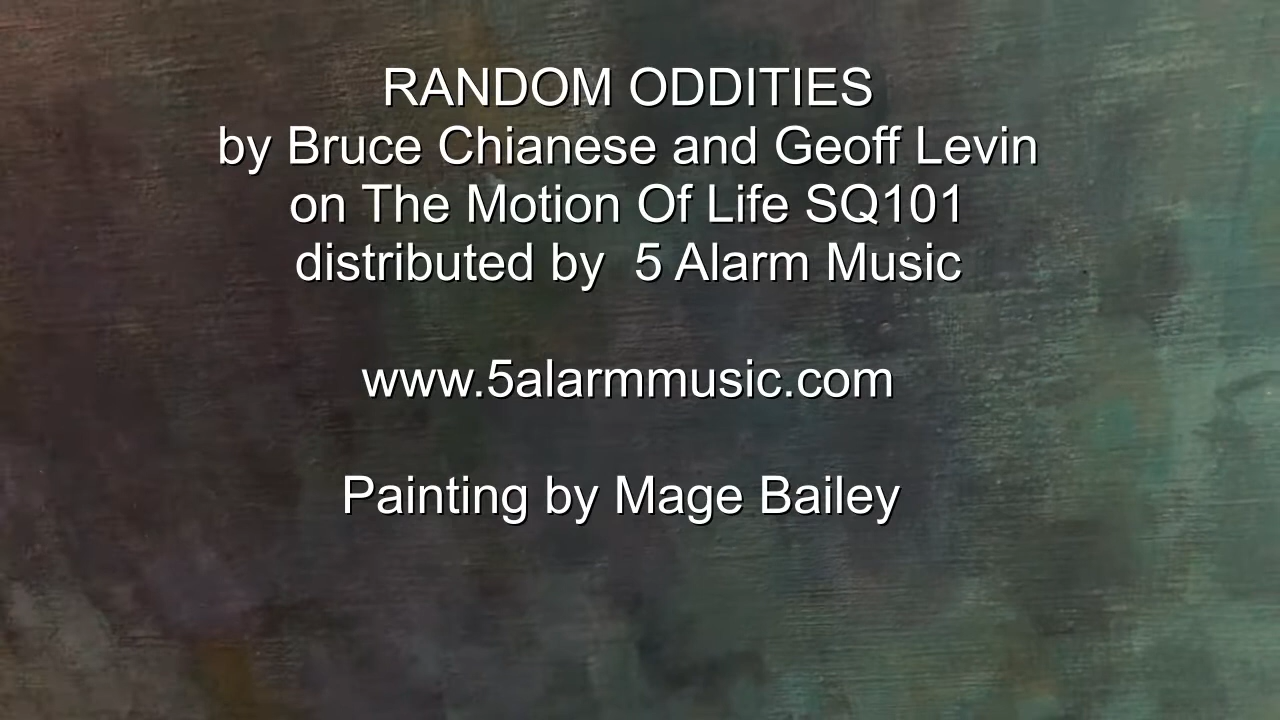 RANDOM ODDITIES
by Bruce Chianese and Geoff Levin
on The Motion Of Life SQ101
distributed by  5 Alarm Music
www.5alarmmusic.com
Painting by Mage Bailey